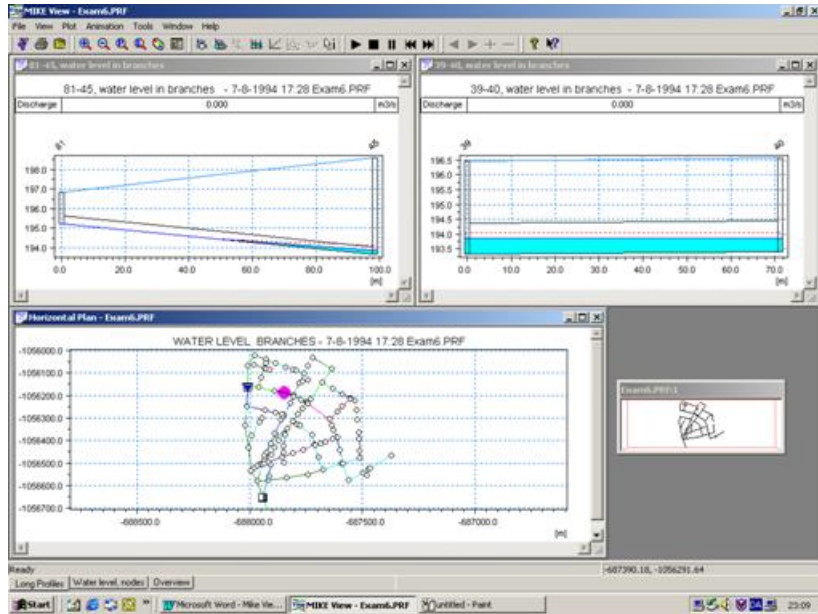 MIKE View - Exam6.PRF
File View Plot Animation Tools Window Help
81-45, water level in branches
81-45, water level in branches - 7-8-1994 17:28 Exam6.PRF
Discharge 0.000 m3/s
81 45
198.0
197.0
196.0
195.0
194.0
0.0 20.0 40.0 60.0 80.0 100.0
[m]
39-40, water level in branches
39-40, water level in branches - 7-8-1994 17:28 Exam6.PRF
Discharge 0.000 m3/s
39 40
196.5
196.0
195.5
195.0
194.5
194.0
193.5
0.0 10.0 20.0 30.0 40.0 50.0 60.0 70.0
[m]
Horizontal Plan - Exam6.PRF
WATER LEVEL BRANCHES - 7-8-1994 17:28 Exam6.PRF
-1056000.0
-1056100.0
-1056200.0
-1056300.0
-1056400.0
-1056500.0
-1056600.0
-1056700.0
-688500.0 -688000.0 -687500.0 -687000.0
[m]
Exam6.PRF:1
Ready
-687390.18, -1056291.64
Long Profiles Water level, nodes Overview
Start Microsoft Word - Mike Vie... MIKE View - Exam6.PRF untitled - Paint 23:09